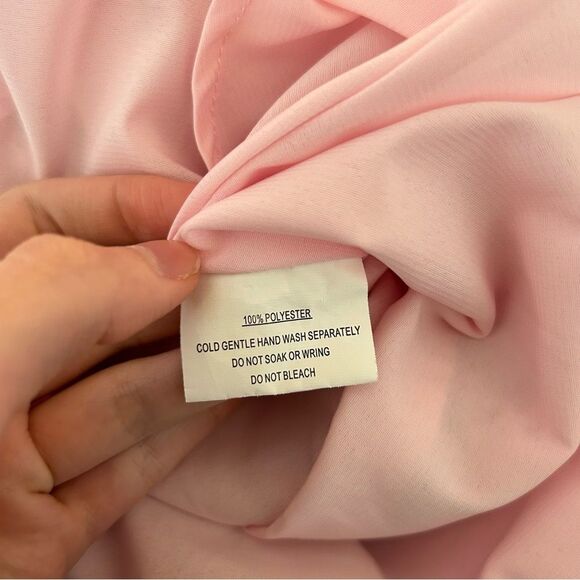 100% POLYESTER
COLD GENTLE HAND WASH SEPARATELY
DO NOT SOAK OR WRING
DO NOT BLEACH